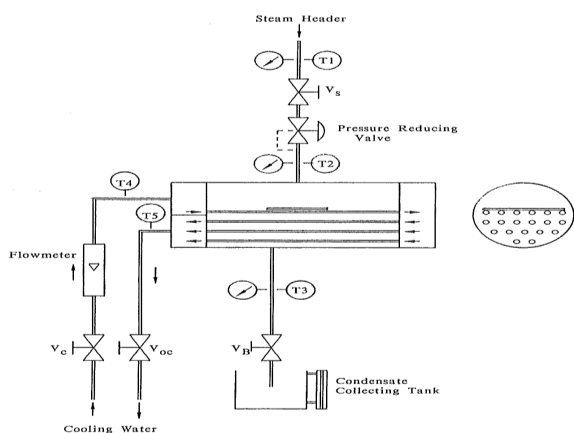 Steam Header
T1
Vs
Pressure Reducing
Valve
T2
T4
T5
Flowmeter
T3
Vc
Voc
VB
Condensate
Collecting Tank
Cooling Water